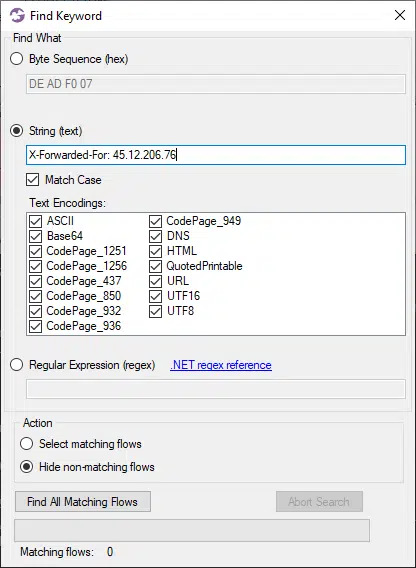 Find Keyword
Find What
Byte Sequence (hex)
DE AD F0 07
String (text)
X-Forwarded-For: 45.12.206.76
Match Case
Text Encodings:
ASCII
Base64
CodePage_1251
CodePage_1256
CodePage_437
CodePage_850
CodePage_932
CodePage_936
CodePage_949
DNS
HTML
QuotedPrintable
URL
UTF16
UTF8
Regular Expression (regex) .NET regex reference
Action
Select matching flows
Hide non-matching flows
Find All Matching Flows Abort Search
Matching flows: 0